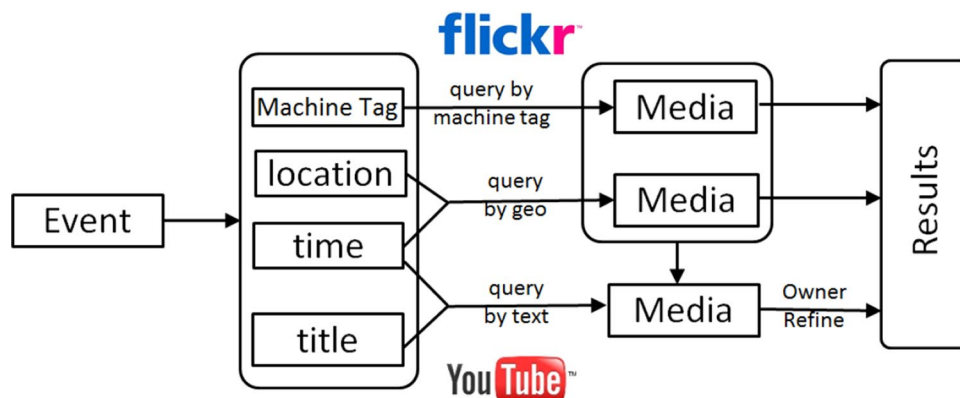 flickr
Machine Tag
query by
machine tag
Media
location
query
by geo
Media
Event
time
Results
query
by text
Media
Owner
Refine
title
YouTube